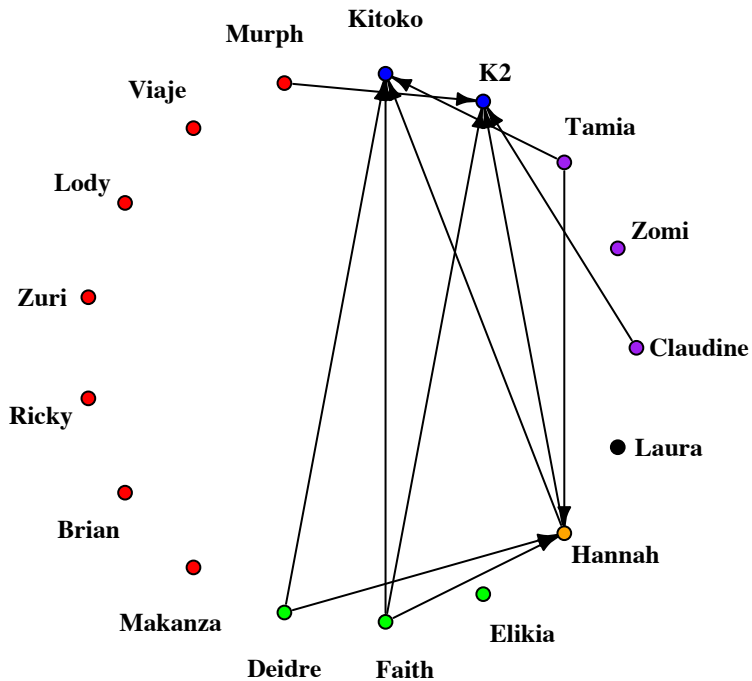 Kitoko
Murph
K2
Viaje
Tamia
Lody
Zomi
Zuri
Claudine
Ricky
Laura
Brian
Hannah
Makanza
Elikia
Deidre
Faith